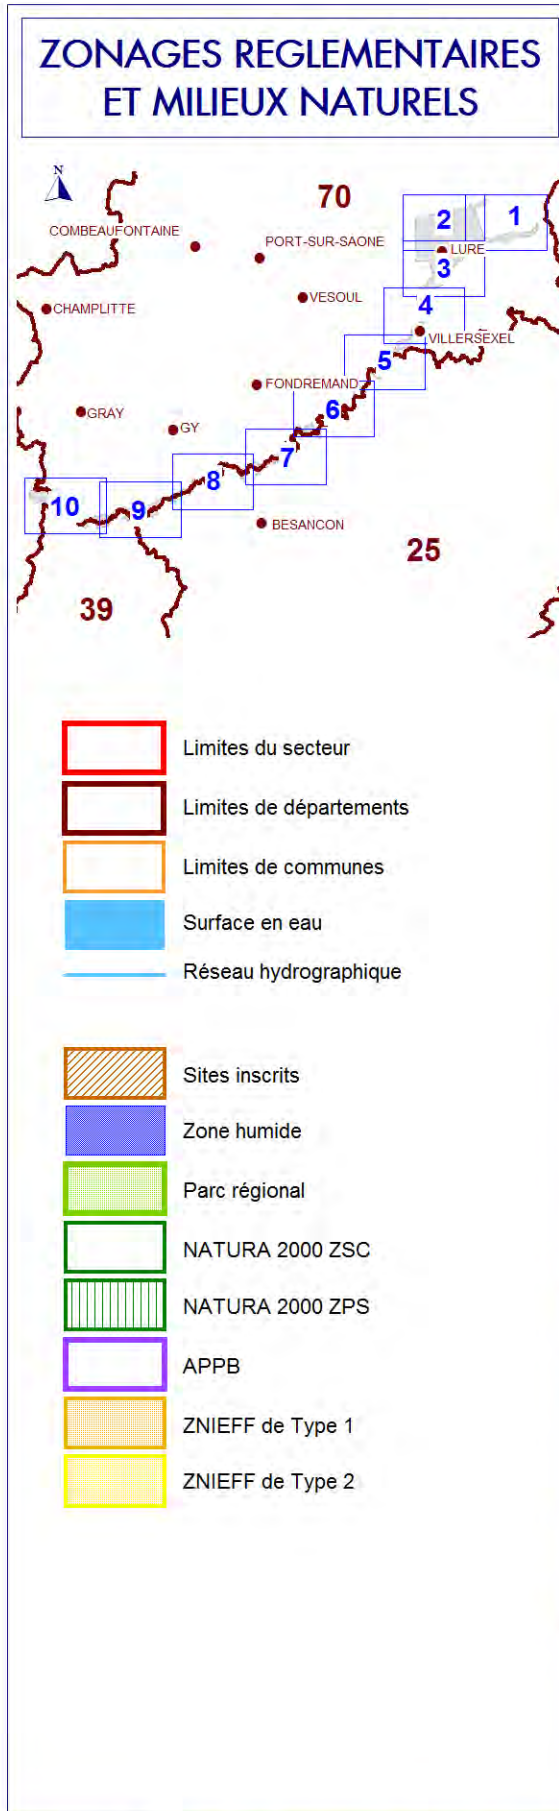 ZONAGES REGLEMENTAIRES
ET MILIEUX NATURELS
N
70
COMBEAUFONTAINE
PORT-SUR-SAONE
2
1
LURE
3
VESOUL
CHAMPLITTE
4
VILLERSEXEL
5
FONDREMAND
6
GRAY
GY
7
8
10
9
BESANCON
25
39
Limites du secteur
Limites de départements
Limites de communes
Surface en eau
Réseau hydrographique
Sites inscrits
Zone humide
Parc régional
NATURA 2000 ZSC
NATURA 2000 ZPS
APPB
ZNIEFF de Type 1
ZNIEFF de Type 2